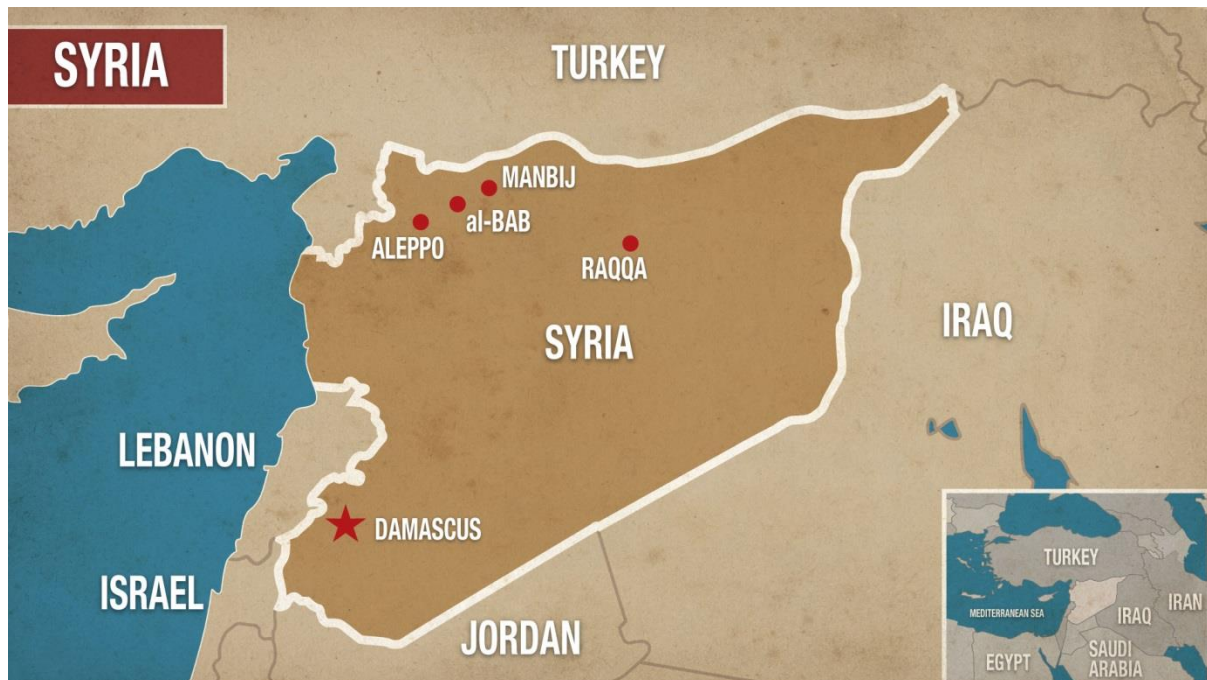 SYRIA
TURKEY
MANBIJ
al-BAB
ALEPPO
RAQQA
SYRIA
IRAQ
LEBANON
DAMASCUS
ISRAEL
JORDAN
TURKEY
MEDITERRANEAN SEA
IRAQ
IRAN
EGYPT
SAUDI
ARABIA